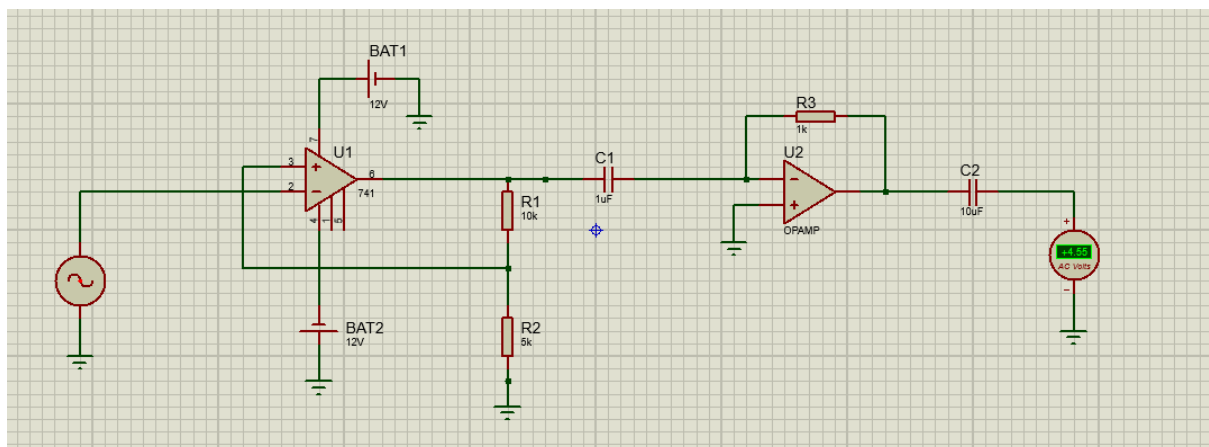 BAT1
12V
7
U1
3
+
2
−
6
741
4
1
5
BAT2
12V
R1
10k
R2
5k
C1
1uF
R3
1k
U2
−
+
OPAMP
C2
10uF
+
+4.55
AC Volts
−